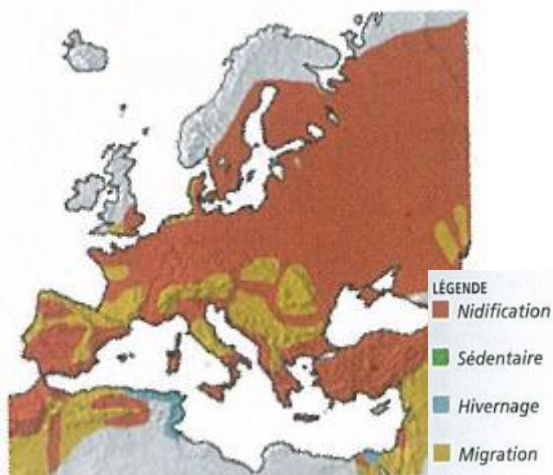 LÉGENDE
Nidification
Sédentaire
Hivernage
Migration